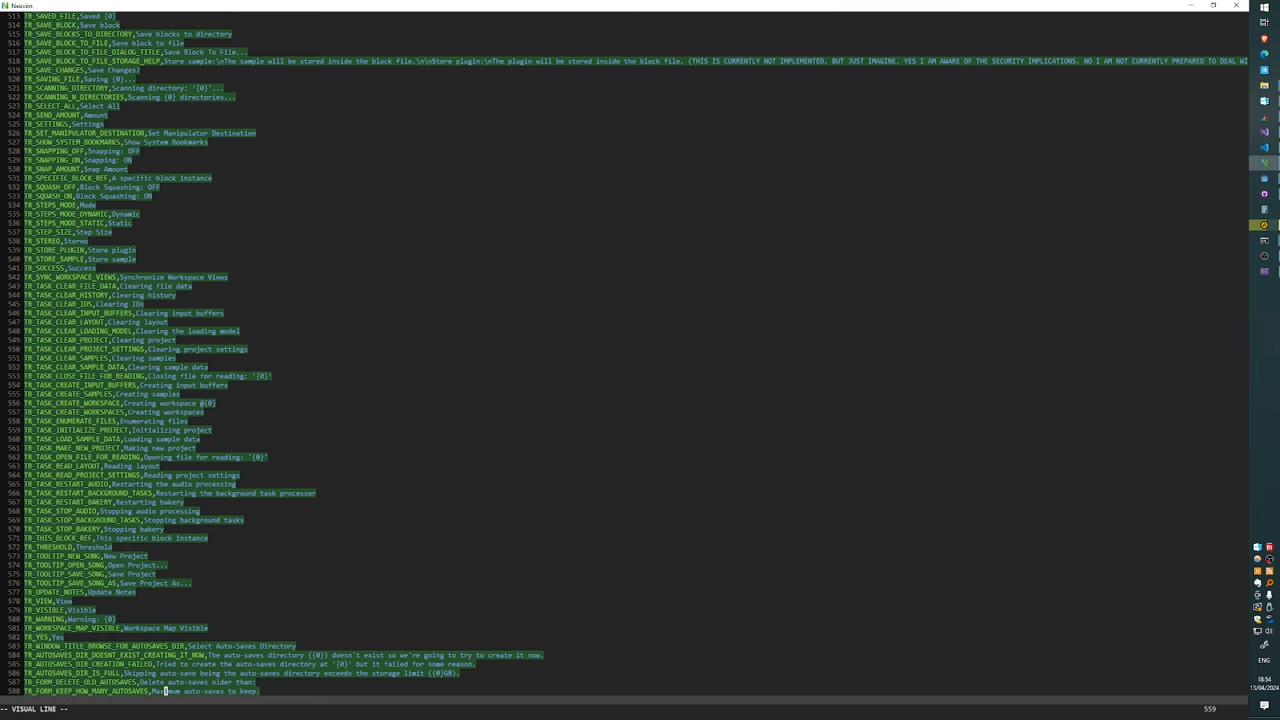 Neovim
513 TR_SAVED_FILE,Saved {0}
514 TR_SAVE_BLOCK,Save block
515 TR_SAVE_BLOCKS_TO_DIRECTORY,Save blocks to directory
516 TR_SAVE_BLOCK_TO_FILE,Save block to file
517 TR_SAVE_BLOCK_TO_FILE_DIALOG_TITLE,Save Block To File...
518 TR_SAVE_BLOCK_TO_FILE_STORAGE_HELP,Store sample:\nThe sample will be stored inside the block file.\n\nStore plugin:\nThe plugin will be stored inside the block file. (THIS IS CURRENTLY NOT IMPLEMENTED. BUT JUST IMAGINE. YES I AM AWARE OF THE SECURITY IMPLICATIONS. NO I AM NOT CURRENTLY PREPARED TO DEAL WI
519 TR_SAVE_CHANGES,Save Changes?
520 TR_SAVING_FILE,Saving {0}...
521 TR_SCANNING_DIRECTORY,Scanning directory: '{0}'...
522 TR_SCANNING_N_DIRECTORIES,Scanning {0} directories...
523 TR_SELECT_ALL,Select All
524 TR_SEND_AMOUNT,Amount
525 TR_SETTINGS,Settings
526 TR_SET_MANIPULATOR_DESTINATION,Set Manipulator Destination
527 TR_SHOW_SYSTEM_BOOKMARKS,Show System Bookmarks
528 TR_SNAPPING_OFF,Snapping: OFF
529 TR_SNAPPING_ON,Snapping: ON
530 TR_SNAP_AMOUNT,Snap Amount
531 TR_SPECIFIC_BLOCK_REF,A specific block instance
532 TR_SQUASH_OFF,Block Squashing: OFF
533 TR_SQUASH_ON,Block Squashing: ON
534 TR_STEPS_MODE,Mode
535 TR_STEPS_MODE_DYNAMIC,Dynamic
536 TR_STEPS_MODE_STATIC,Static
537 TR_STEP_SIZE,Step Size
538 TR_STEREO,Stereo
539 TR_STORE_PLUGIN,Store plugin
540 TR_STORE_SAMPLE,Store sample
541 TR_SUCCESS,Success
542 TR_SYNC_WORKSPACE_VIEWS,Synchronize Workspace Views
543 TR_TASK_CLEAR_FILE_DATA,Clearing file data
544 TR_TASK_CLEAR_HISTORY,Clearing history
545 TR_TASK_CLEAR_IDS,Clearing IDs
546 TR_TASK_CLEAR_INPUT_BUFFERS,Clearing input buffers
547 TR_TASK_CLEAR_LAYOUT,Clearing layout
548 TR_TASK_CLEAR_LOADING_MODEL,Clearing the loading model
549 TR_TASK_CLEAR_PROJECT,Clearing project
550 TR_TASK_CLEAR_PROJECT_SETTINGS,Clearing project settings
551 TR_TASK_CLEAR_SAMPLES,Clearing samples
552 TR_TASK_CLEAR_SAMPLE_DATA,Clearing sample data
553 TR_TASK_CLOSE_FILE_FOR_READING,Closing file for reading: '{0}'
554 TR_TASK_CREATE_INPUT_BUFFERS,Creating input buffers
555 TR_TASK_CREATE_SAMPLES,Creating samples
556 TR_TASK_CREATE_WORKSPACE,Creating workspace @{0}
557 TR_TASK_CREATE_WORKSPACES,Creating workspaces
558 TR_TASK_ENUMERATE_FILES,Enumerating files
559 TR_TASK_INITIALIZE_PROJECT,Initializing project
560 TR_TASK_LOAD_SAMPLE_DATA,Loading sample data
561 TR_TASK_MAKE_NEW_PROJECT,Making new project
562 TR_TASK_OPEN_FILE_FOR_READING,Opening file for reading: '{0}'
563 TR_TASK_READ_LAYOUT,Reading layout
564 TR_TASK_READ_PROJECT_SETTINGS,Reading project settings
565 TR_TASK_RESTART_AUDIO,Restarting the audio processing
566 TR_TASK_RESTART_BACKGROUND_TASKS,Restarting the background task processor
567 TR_TASK_RESTART_BAKERY,Restarting bakery
568 TR_TASK_STOP_AUDIO,Stopping audio processing
569 TR_TASK_STOP_BACKGROUND_TASKS,Stopping background tasks
570 TR_TASK_STOP_BAKERY,Stopping bakery
571 TR_THIS_BLOCK_REF,This specific block instance
572 TR_THRESHOLD,Threshold
573 TR_TOOLTIP_NEW_SONG,New Project
574 TR_TOOLTIP_OPEN_SONG,Open Project...
575 TR_TOOLTIP_SAVE_SONG,Save Project
576 TR_TOOLTIP_SAVE_SONG_AS,Save Project As...
577 TR_UPDATE_NOTES,Update Notes
578 TR_VIEW,View
579 TR_VISIBLE,Visible
580 TR_WARNING,Warning: {0}
581 TR_WORKSPACE_MAP_VISIBLE,Workspace Map Visible
582 TR_YES,Yes
583 TR_WINDOW_TITLE_BROWSE_FOR_AUTOSAVES_DIR,Select Auto-Saves Directory
584 TR_AUTOSAVES_DIR_DOESNT_EXIST_CREATING_IT_NOW,The auto-saves directory ({0}) doesn't exist so we're going to try to create it now.
585 TR_AUTOSAVES_DIR_CREATION_FAILED,Tried to create the auto-saves directory at '{0}' but it failed for some reason.
586 TR_AUTOSAVES_DIR_IS_FULL,Skipping auto-save being the auto-saves directory exceeds the storage limit ({0}GB).
587 TR_FORM_DELETE_OLD_AUTOSAVES,Delete auto-saves older than:
588 TR_FORM_KEEP_HOW_MANY_AUTOSAVES,Maximum auto-saves to keep:
-- VISUAL LINE --
559
18:54
13/04/2024